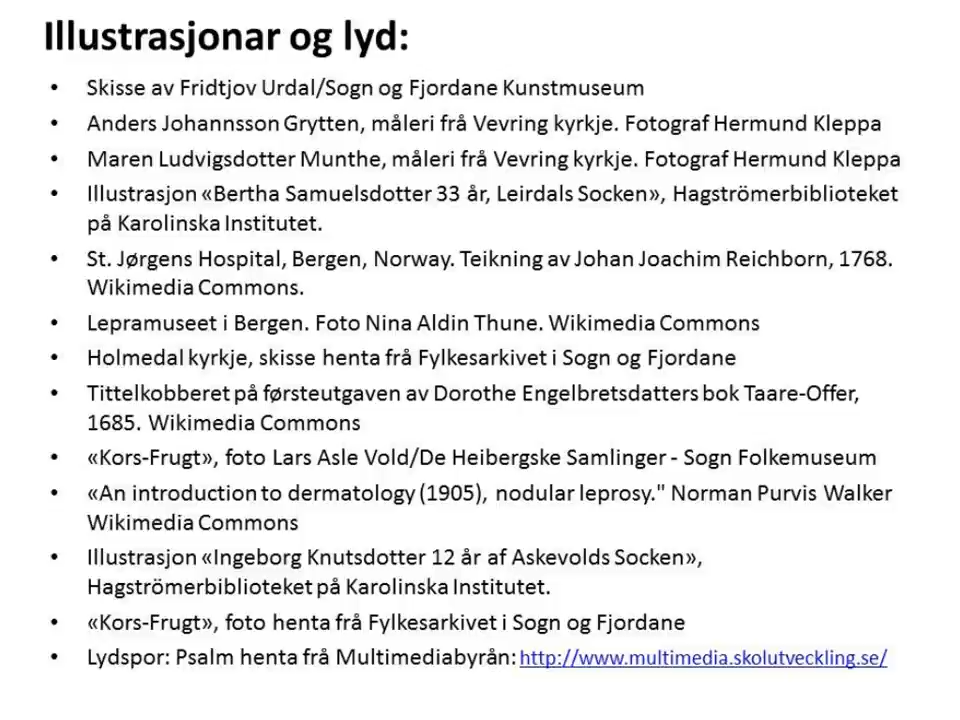 Illustrasjonar og lyd:
• Skisse av Fridtjov Urdal/Sogn og Fjordane Kunstmuseum
• Anders Johannsson Grytten, måleri frå Vevring kyrkje. Fotograf Hermund Kleppa
• Maren Ludvigsdotter Munthe, måleri frå Vevring kyrkje. Fotograf Hermund Kleppa
• Illustrasjon «Bertha Samuelsdotter 33 år, Leirdals Socken», Hagströmerbiblioteket
på Karolinska Institutet.
• St. Jørgens Hospital, Bergen, Norway. Teikning av Johan Joachim Reichborn, 1768.
Wikimedia Commons.
• Lepramuseet i Bergen. Foto Nina Aldin Thune. Wikimedia Commons
• Holmedal kyrkje, skisse henta frå Fylkesarkivet i Sogn og Fjordane
• Tittelkobberet på førsteutgaven av Dorothe Engelbretsdatters bok Taare-Offer,
1685. Wikimedia Commons
• «Kors-Frugt», foto Lars Asle Vold/De Heibergske Samlinger - Sogn Folkemuseum
• «An introduction to dermatology (1905), nodular leprosy." Norman Purvis Walker
Wikimedia Commons
• Illustrasjon «Ingeborg Knutsdotter 12 år af Askevolds Socken»,
Hagströmerbiblioteket på Karolinska Institutet.
• «Kors-Frugt», foto henta frå Fylkesarkivet i Sogn og Fjordane
• Lydspor: Psalm henta frå Multimediabyrån: http://www.multimedia.skolutveckling.se/